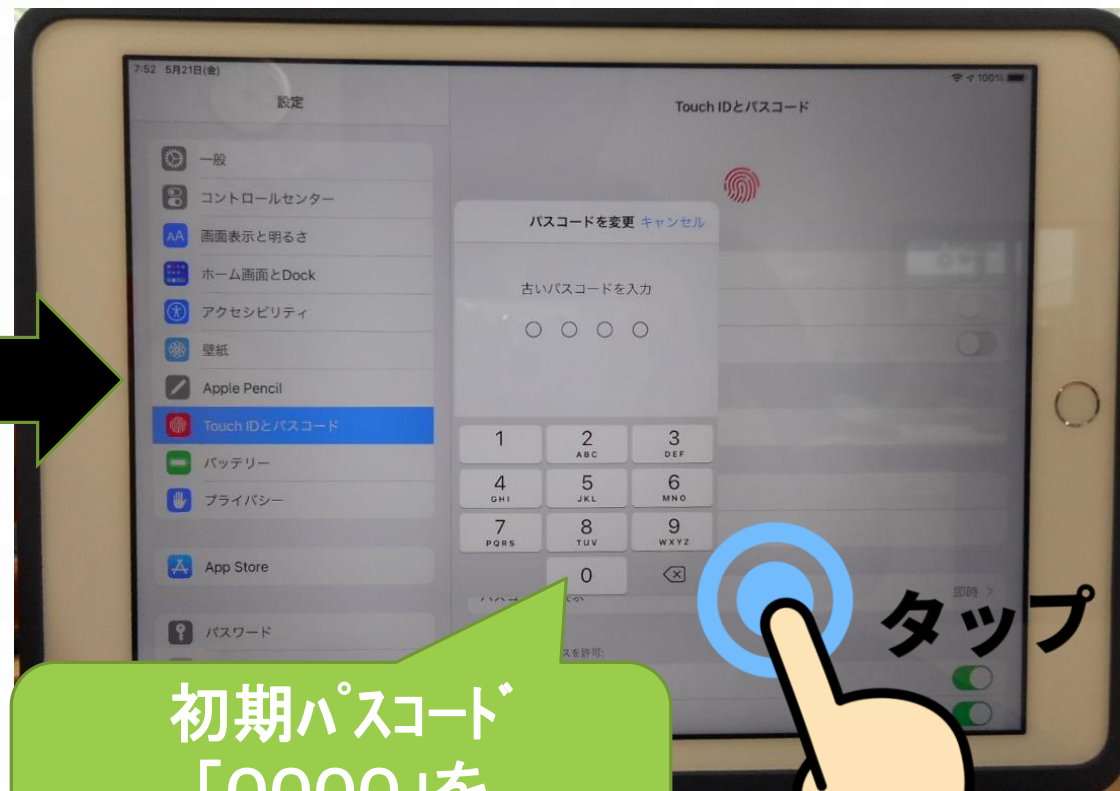 7:52 5月21日(金)
100%
設定
Touch IDとパスコード
一般
コントロールセンター
AA 画面表示と明るさ
ホーム画面とDock
アクセシビリティ
壁紙
Apple Pencil
Touch IDとパスコード
バッテリー
プライバシー
App Store
パスワード
パスコードを変更 キャンセル
古いパスコードを入力
1
2 ABC
3 DEF
4 GHI
5 JKL
6 MNO
7 PQRS
8 TUV
9 WXYZ
0
即時
スを許可:
タップ
初期ﾊﾟｽｺｰﾄﾞ
「0000」を